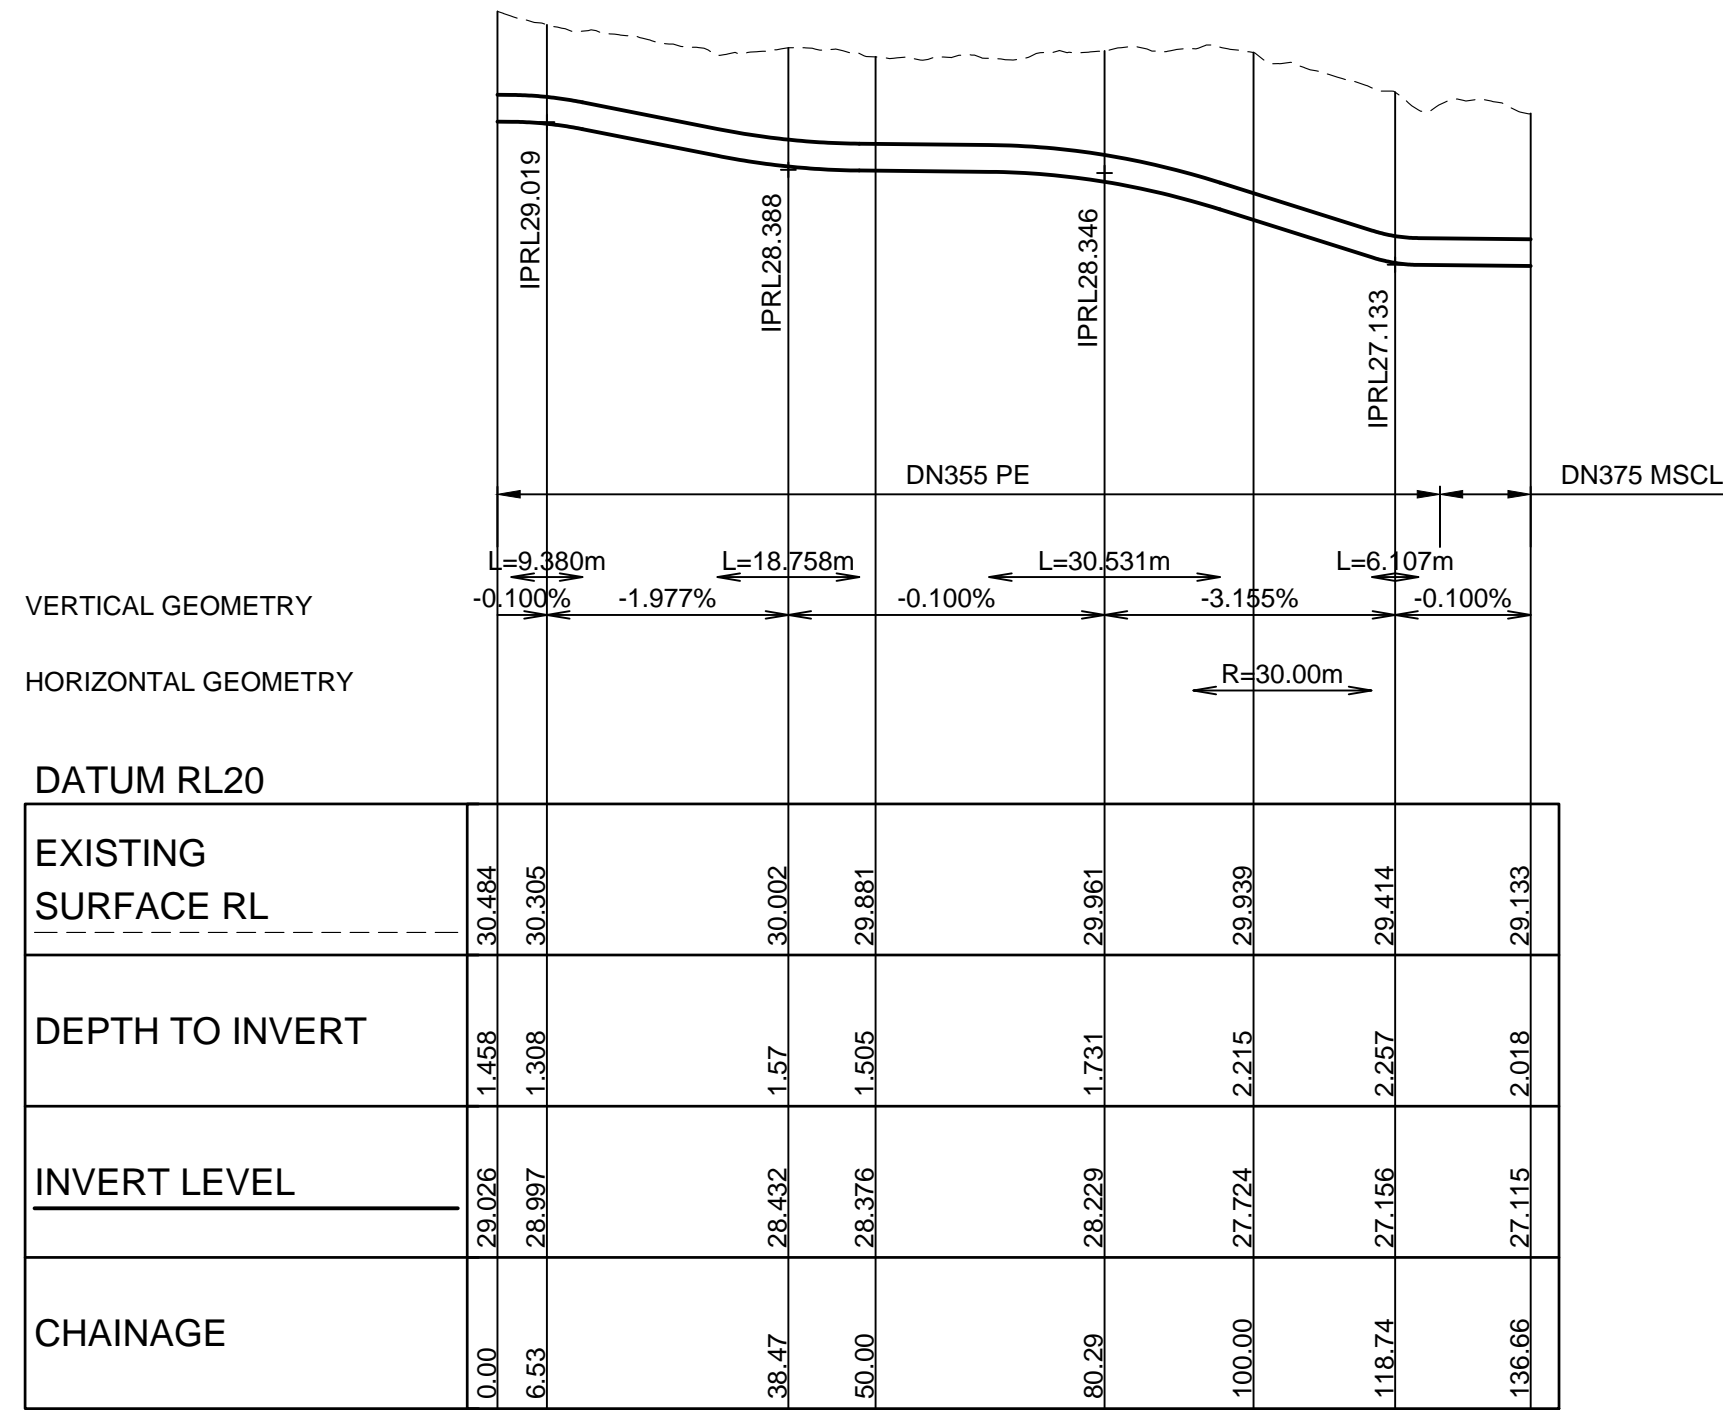 IPRL29.019
IPRL28.388
IPRL28.346
IPRL27.133
DN355 PE
DN375 MSCL
L=9.380m
L=18.758m
L=30.531m
L=6.107m
VERTICAL GEOMETRY
-0.100%
-1.977%
-0.100%
-3.155%
-0.100%
HORIZONTAL GEOMETRY
R=30.00m
DATUM RL20
EXISTING
SURFACE RL
30.484
30.305
30.002
29.881
29.961
29.939
29.414
29.133
DEPTH TO INVERT
1.458
1.308
1.57
1.505
1.731
2.215
2.257
2.018
INVERT LEVEL
29.026
28.997
28.432
28.376
28.229
27.724
27.156
27.115
CHAINAGE
0.00
6.53
38.47
50.00
80.29
100.00
118.74
136.66